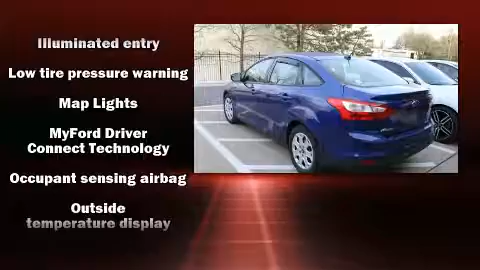 Illuminated entry
Low tire pressure warning
Map Lights
MyFord Driver
Connect Technology
Occupant sensing airbag
Outside
temperature display